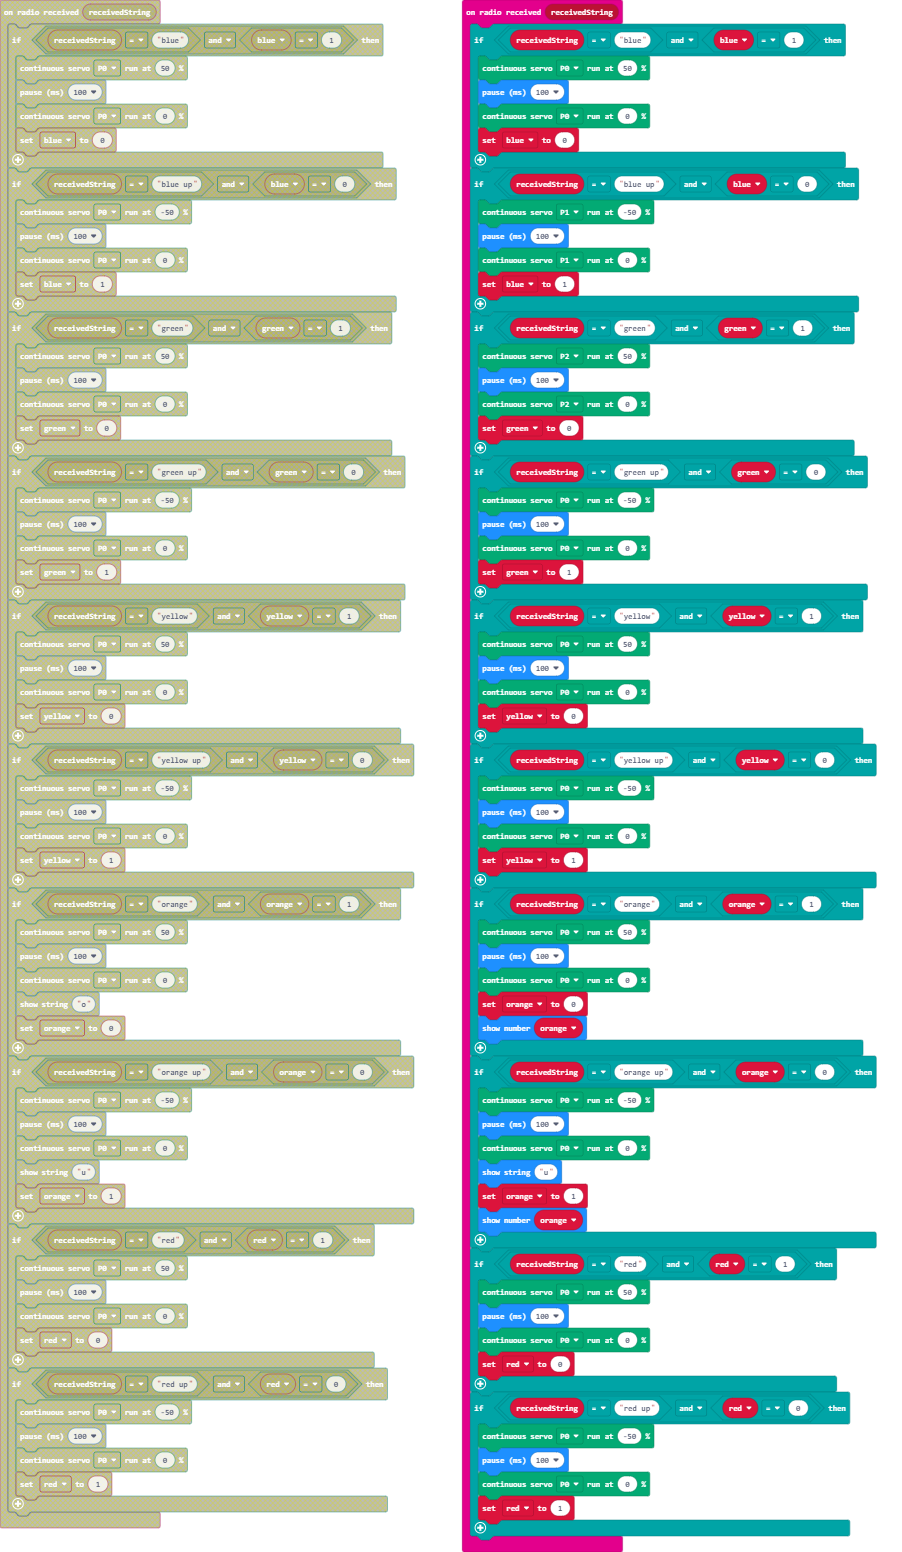 on radio received receivedString
if receivedString = "blue" and blue = 1 then
continuous servo P0 run at 50 %
pause (ms) 100
continuous servo P0 run at 0 %
set blue to 0
if receivedString = "blue up" and blue = 0 then
continuous servo P0 run at -50 %
pause (ms) 100
continuous servo P0 run at 0 %
set blue to 1
if receivedString = "green" and green = 1 then
continuous servo P0 run at 50 %
pause (ms) 100
continuous servo P0 run at 0 %
set green to 0
if receivedString = "green up" and green = 0 then
continuous servo P0 run at -50 %
pause (ms) 100
continuous servo P0 run at 0 %
set green to 1
if receivedString = "yellow" and yellow = 1 then
continuous servo P0 run at 50 %
pause (ms) 100
continuous servo P0 run at 0 %
set yellow to 0
if receivedString = "yellow up" and yellow = 0 then
continuous servo P0 run at -50 %
pause (ms) 100
continuous servo P0 run at 0 %
set yellow to 1
if receivedString = "orange" and orange = 1 then
continuous servo P0 run at 50 %
pause (ms) 100
continuous servo P0 run at 0 %
show string "o"
set orange to 0
if receivedString = "orange up" and orange = 0 then
continuous servo P0 run at -50 %
pause (ms) 100
continuous servo P0 run at 0 %
show string "u"
set orange to 1
if receivedString = "red" and red = 1 then
continuous servo P0 run at 50 %
pause (ms) 100
continuous servo P0 run at 0 %
set red to 0
if receivedString = "red up" and red = 0 then
continuous servo P0 run at -50 %
pause (ms) 100
continuous servo P0 run at 0 %
set red to 1
on radio received receivedString
if receivedString = "blue" and blue = 1 then
continuous servo P0 run at 50 %
pause (ms) 100
continuous servo P0 run at 0 %
set blue to 0
if receivedString = "blue up" and blue = 0 then
continuous servo P1 run at -50 %
pause (ms) 100
continuous servo P1 run at 0 %
set blue to 1
if receivedString = "green" and green = 1 then
continuous servo P2 run at 50 %
pause (ms) 100
continuous servo P2 run at 0 %
set green to 0
if receivedString = "green up" and green = 0 then
continuous servo P0 run at -50 %
pause (ms) 100
continuous servo P0 run at 0 %
set green to 1
if receivedString = "yellow" and yellow = 1 then
continuous servo P0 run at 50 %
pause (ms) 100
continuous servo P0 run at 0 %
set yellow to 0
if receivedString = "yellow up" and yellow = 0 then
continuous servo P0 run at -50 %
pause (ms) 100
continuous servo P0 run at 0 %
set yellow to 1
if receivedString = "orange" and orange = 1 then
continuous servo P0 run at 50 %
pause (ms) 100
continuous servo P0 run at 0 %
set orange to 0
show number orange
if receivedString = "orange up" and orange = 0 then
continuous servo P0 run at -50 %
pause (ms) 100
continuous servo P0 run at 0 %
show string "u"
set orange to 1
show number orange
if receivedString = "red" and red = 1 then
continuous servo P0 run at 50 %
pause (ms) 100
continuous servo P0 run at 0 %
set red to 0
if receivedString = "red up" and red = 0 then
continuous servo P0 run at -50 %
pause (ms) 100
continuous servo P0 run at 0 %
set red to 1